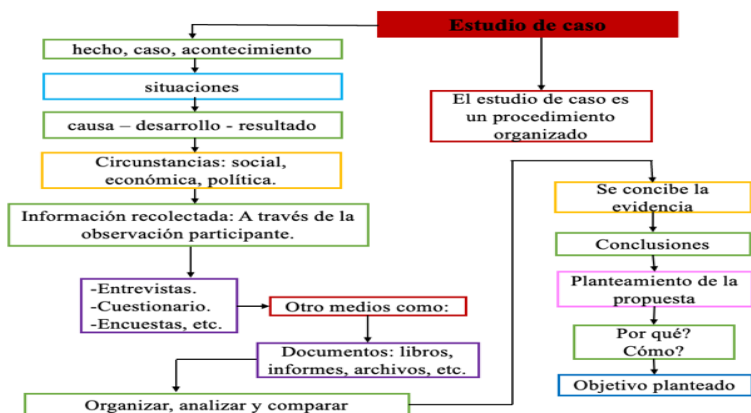 Estudio de caso
hecho, caso, acontecimiento
situaciones
causa – desarrollo - resultado
Circunstancias: social,
económica, política.
Información recolectada: A través de la
observación participante.
-Entrevistas.
-Cuestionario.
-Encuestas, etc.
Otro medios como:
Documentos: libros,
informes, archivos, etc.
Organizar, analizar y comparar
El estudio de caso es
un procedimiento
organizado
Se concibe la
evidencia
Conclusiones
Planteamiento de la
propuesta
Por qué?
Cómo?
Objetivo planteado